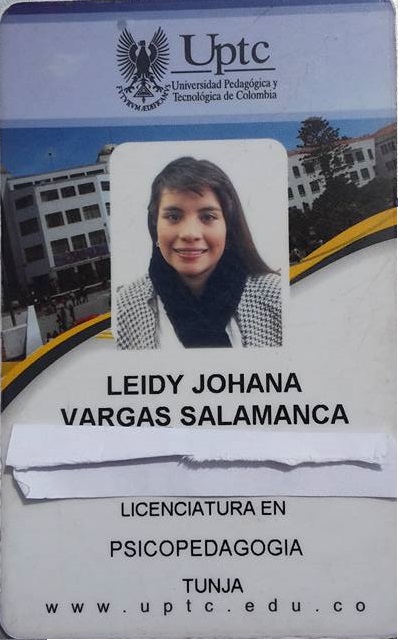 Uptc
Universidad Pedagógica y
Tecnológica de Colombia
LEIDY JOHANA
VARGAS SALAMANCA
LICENCIATURA EN
PSICOPEDAGOGIA
TUNJA
www.uptc.edu.co